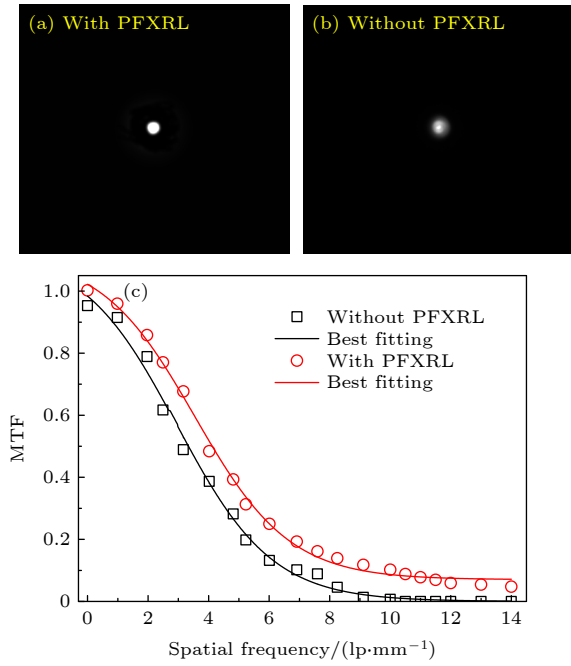 (a) With PFXRL
(b) Without PFXRL
(c)
Without PFXRL
Best fitting
With PFXRL
Best fitting
MTF
1.0
0.8
0.6
0.4
0.2
0
0 2 4 6 8 10 12 14
Spatial frequency/(lp·mm⁻¹)